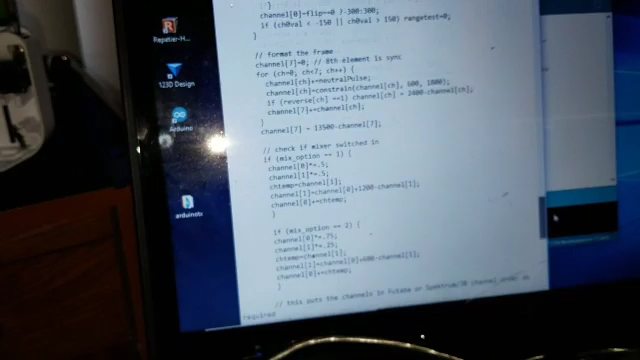 Repetier-H...
123D Design
Arduino
}
channel[0]=flip==0 ?-300:300;
if (ch0val < -150 || ch0val > 150) rangetest=0;
}
// format the frame
channel[7]=0; // 8th element is sync
for (ch=0; ch<7; ch++) {
channel[ch]+=neutralPulse;
channel[ch]=constrain(channel[ch], 600, 1800);
if (reverse[ch] ==1) channel[ch] = 2400-channel[ch];
channel[7]+=channel[ch];
}
channel[7] = 13500-channel[7];
// check if mixer switched in
if (mix_option == 1) {
channel[0]*=.5;
channel[1]*=.5;
chtemp=channel[1];
channel[1]=channel[0]+1200-channel[1];
channel[0]+=chtemp;
}
if (mix_option == 2) {
channel[0]*=.75;
channel[1]*=.25;
chtemp=channel[1];
channel[1]=channel[0]+600-channel[1];
channel[0]+=chtemp;
}
// this puts the channels in Futaba or Spektrum/JR channel_order as
required